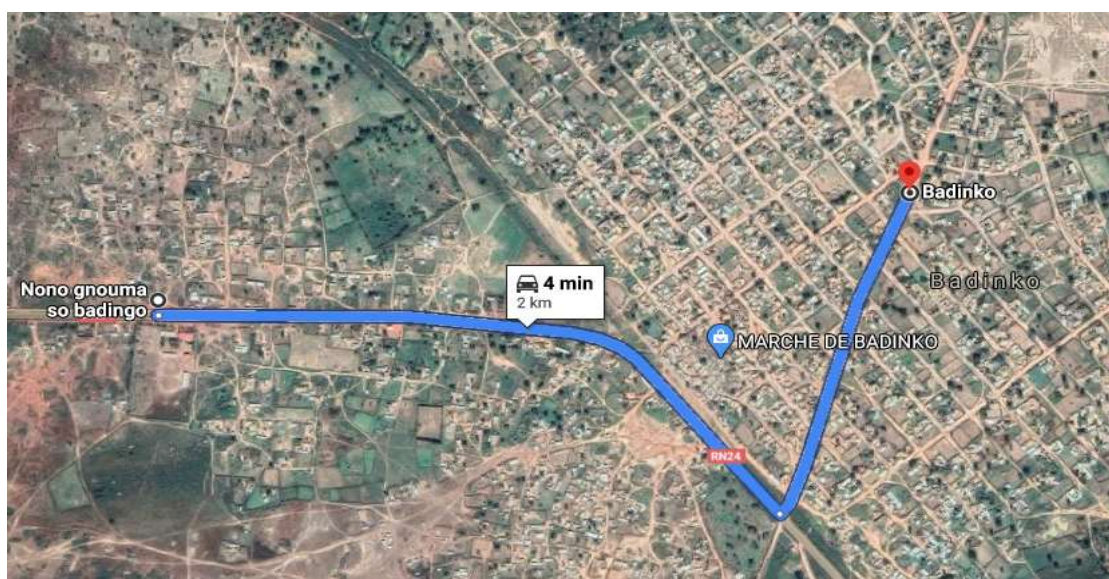 Badinko
Badinko
Nono gnouma
so badingo
4 min
2 km
MARCHE DE BADINKO
RN24